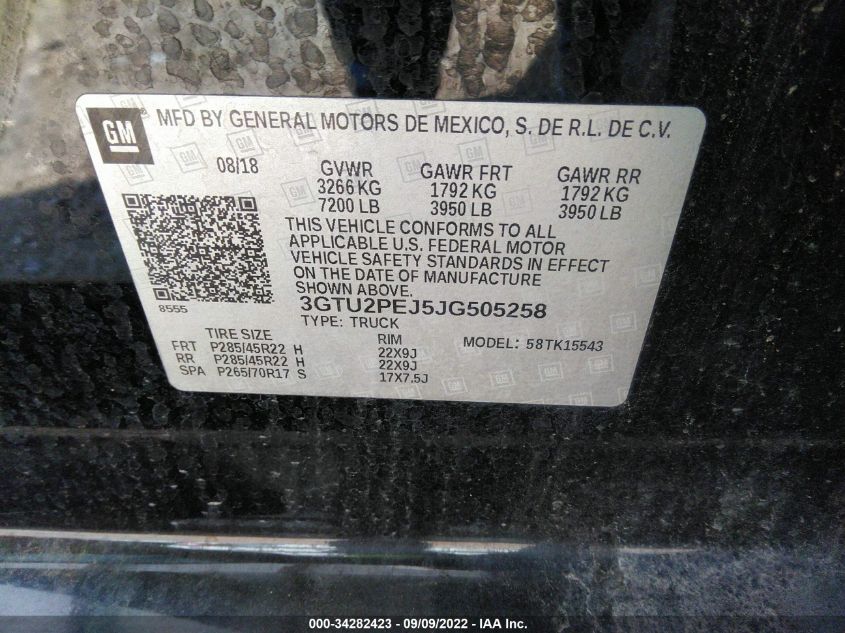 GM
MFD BY GENERAL MOTORS DE MEXICO, S. DE R.L. DE C.V.
08/18 GVWR GAWR FRT GAWR RR
3266 KG 1792 KG 1792 KG
7200 LB 3950 LB 3950 LB
THIS VEHICLE CONFORMS TO ALL
APPLICABLE U.S. FEDERAL MOTOR
VEHICLE SAFETY STANDARDS IN EFFECT
ON THE DATE OF MANUFACTURE
SHOWN ABOVE.
8555
3GTU2PEJ5JG505258
TYPE: TRUCK
TIRE SIZE RIM MODEL: 58TK15543
FRT P285/45R22 H 22X9J
RR P285/45R22 H 22X9J
SPA P265/70R17 S 17X7.5J
000-34282423 - 09/09/2022 - IAA Inc.